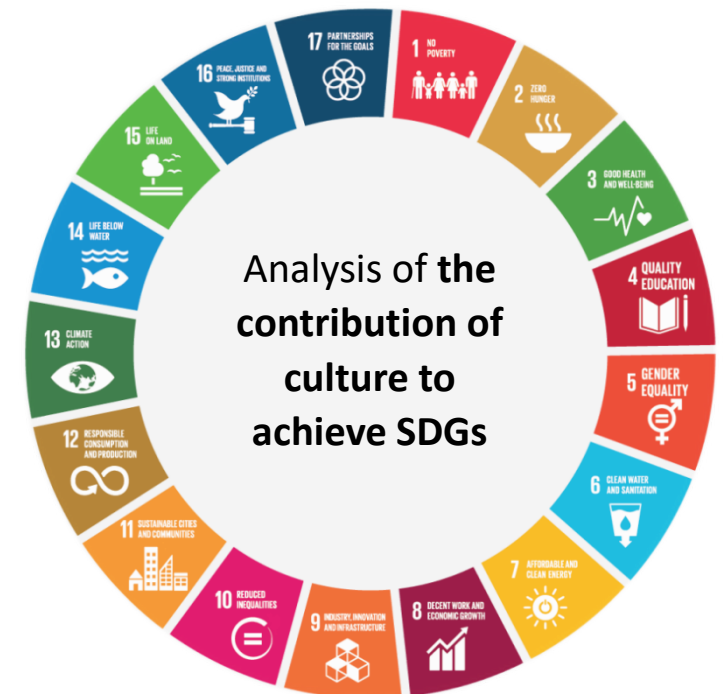 Analysis of the
contribution of
culture to
achieve SDGs
1 NO
POVERTY
2 ZERO
HUNGER
3 GOOD HEALTH
AND WELL-BEING
4 QUALITY
EDUCATION
5 GENDER
EQUALITY
6 CLEAN WATER
AND SANITATION
7 AFFORDABLE AND
CLEAN ENERGY
8 DECENT WORK AND
ECONOMIC GROWTH
9 INDUSTRY, INNOVATION
AND INFRASTRUCTURE
10 REDUCED
INEQUALITIES
11 SUSTAINABLE CITIES
AND COMMUNITIES
12 RESPONSIBLE
CONSUMPTION
AND PRODUCTION
13 CLIMATE
ACTION
14 LIFE BELOW
WATER
15 LIFE
ON LAND
16 PEACE, JUSTICE AND
STRONG INSTITUTIONS
17 PARTNERSHIPS
FOR THE GOALS